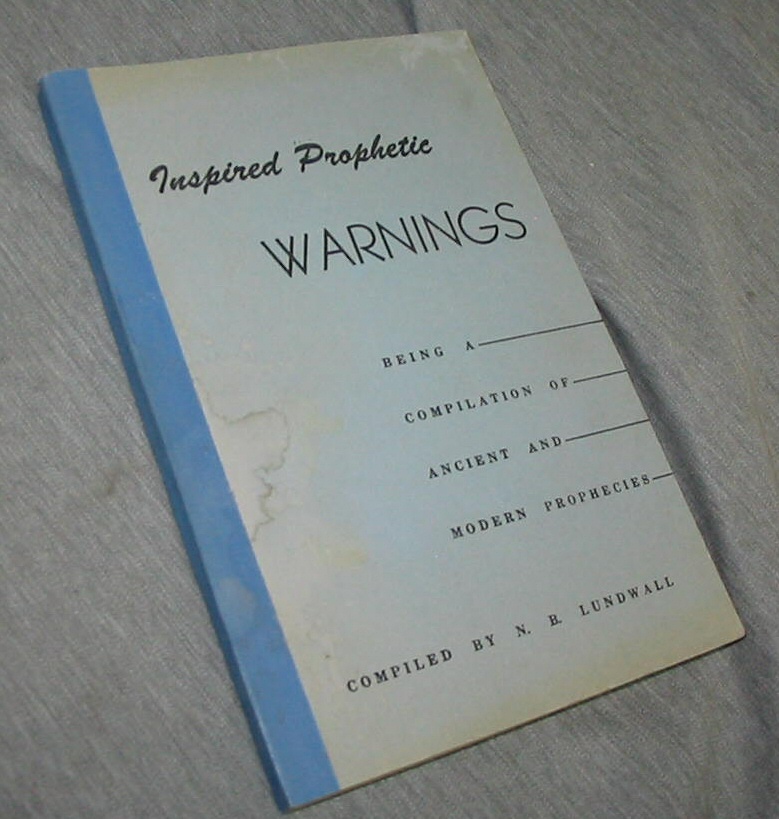 Inspired Prophetic
WARNINGS
BEING A
COMPILATION OF
ANCIENT AND
MODERN PROPHECIES
COMPILED BY N. B. LUNDWALL